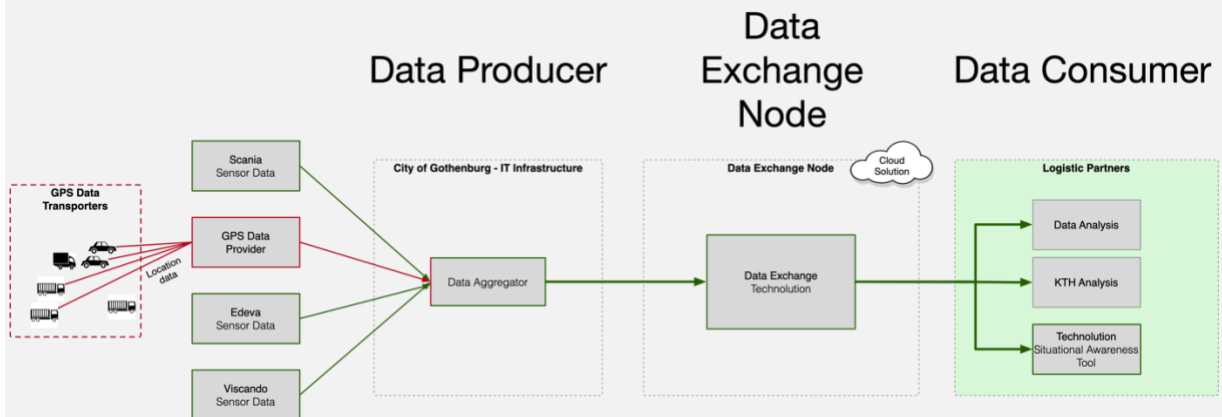 Data Producer
Data
Exchange
Node
Data Consumer
GPS Data
Transporters
Location
data
Scania
Sensor Data
GPS Data
Provider
Edeva
Sensor Data
Viscando
Sensor Data
City of Gothenburg - IT Infrastructure
Data Aggregator
Data Exchange Node
Cloud
Solution
Data Exchange
Technolution
Logistic Partners
Data Analysis
KTH Analysis
Technolution
Situational Awareness
Tool